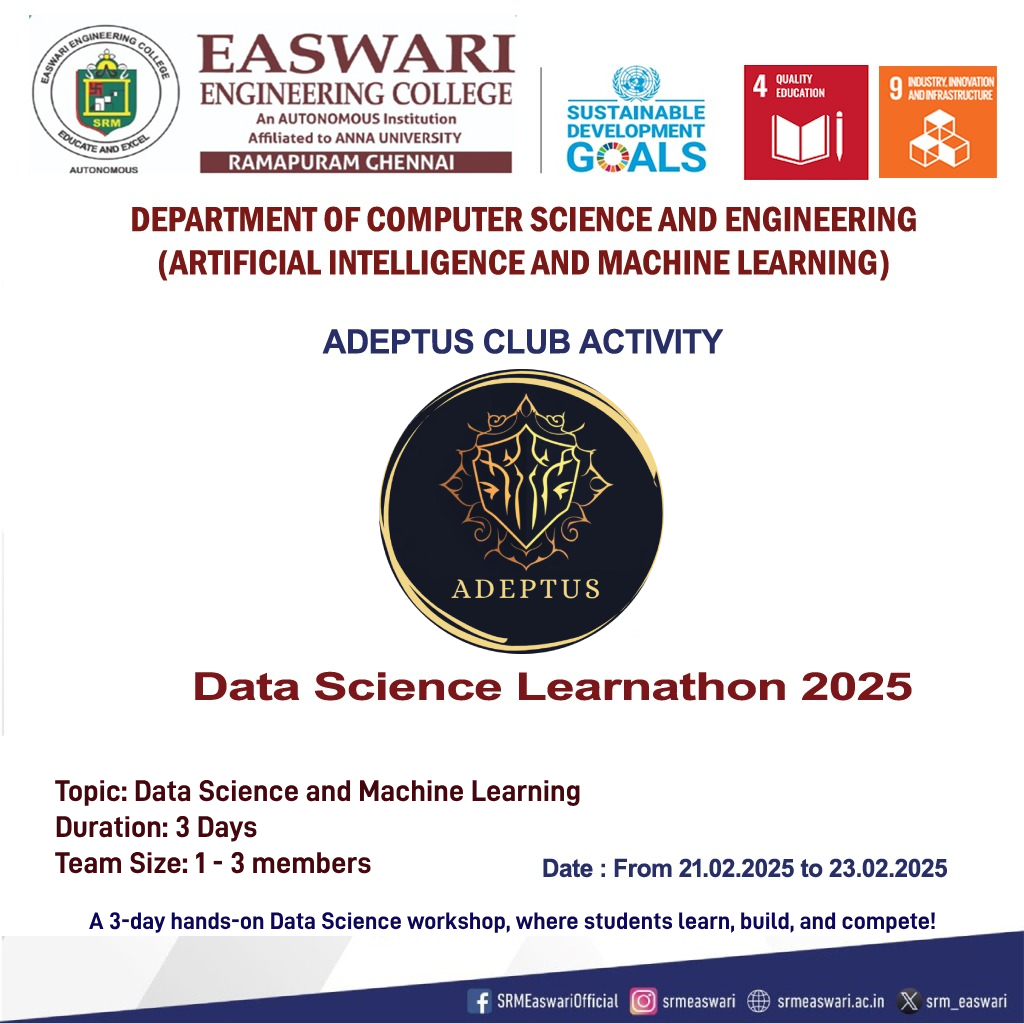 EASWARI ENGINEERING COLLEGE
SRM
EDUCATE AND EXCEL
AUTONOMOUS
EASWARI
ENGINEERING COLLEGE
An AUTONOMOUS Institution
Affiliated to ANNA UNIVERSITY
RAMAPURAM CHENNAI
SUSTAINABLE
DEVELOPMENT
GOALS
4 QUALITY
EDUCATION
9 INDUSTRY, INNOVATION
AND INFRASTRUCTURE
DEPARTMENT OF COMPUTER SCIENCE AND ENGINEERING
(ARTIFICIAL INTELLIGENCE AND MACHINE LEARNING)
ADEPTUS CLUB ACTIVITY
ADEPTUS
Data Science Learnathon 2025
Topic: Data Science and Machine Learning
Duration: 3 Days
Team Size: 1 - 3 members
Date : From 21.02.2025 to 23.02.2025
A 3-day hands-on Data Science workshop, where students learn, build, and compete!
SRMEaswariOfficial srmeaswari srmeaswari.ac.in srm_easwari